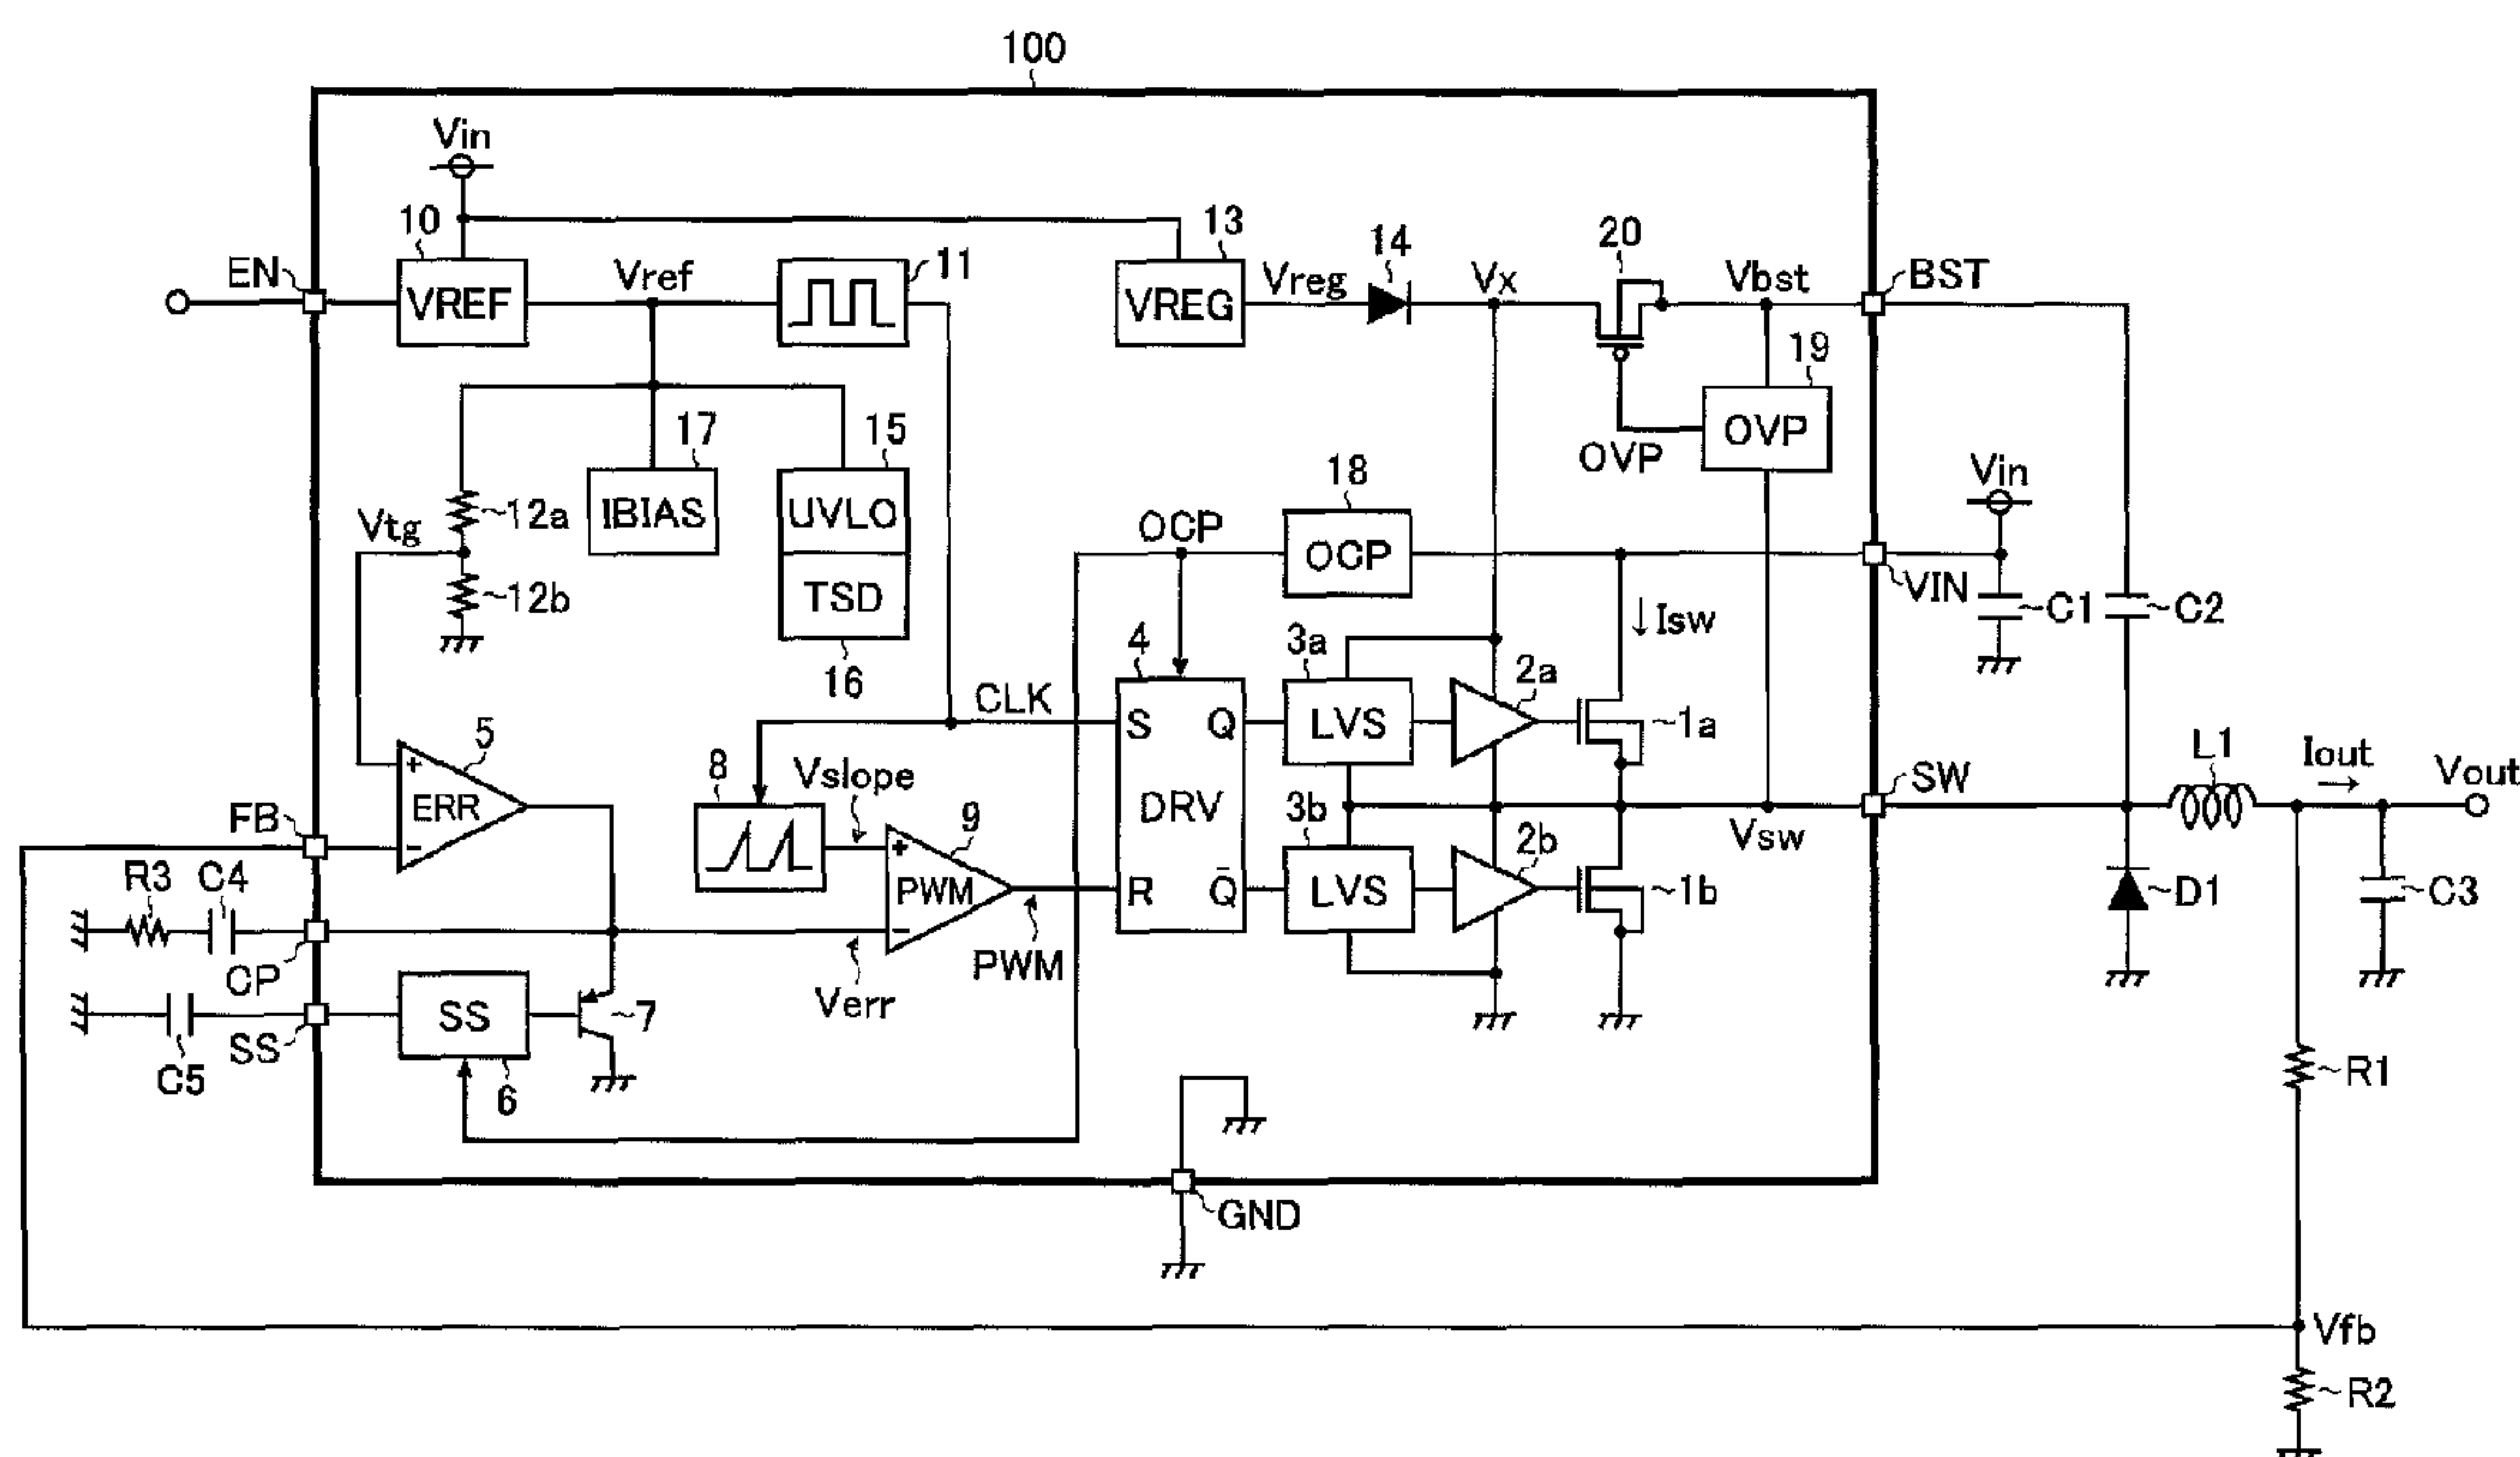 100
Vin
10
13
14
20
EN
VREF
Vref
11
VREG
Vreg
Vx
Vbst
BST
19
OVP
OVP
17
15
18
Vin
Vtg
12a
IBIAS
UVLO
OCP
OCP
12b
TSD
VIN
C1
C2
16
4
3a
↓Isw
2a
CLK
S
Q
LVS
1a
5
+
ERR
-
8
Vslope
9
DRV
3b
2b
Vsw
SW
L1
Iout
→
Vout
FB
R3
C4
+
PWM
-
R
Q̄
LVS
1b
D1
C3
CP
Verr
PWM
SS
C5
SS
6
7
R1
GND
Vfb
R2